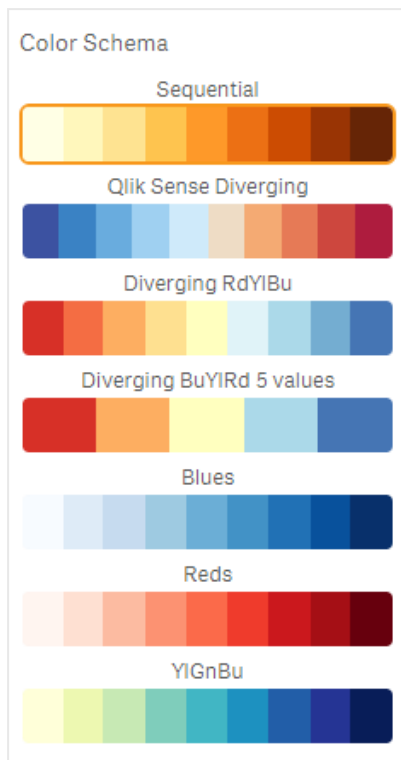 Color Schema
Sequential
Qlik Sense Diverging
Diverging RdYlBu
Diverging BuYlRd 5 values
Blues
Reds
YlGnBu